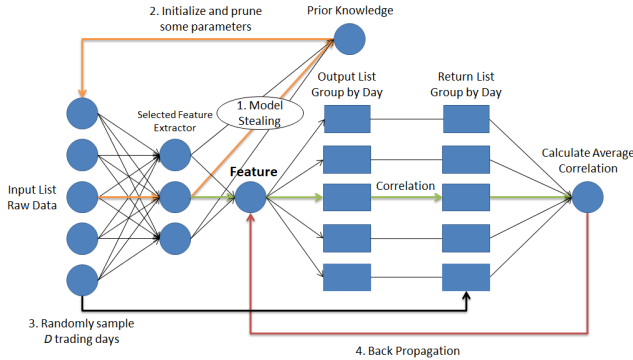 2. Initialize and prune
some parameters
Prior Knowledge
Output List
Group by Day
Return List
Group by Day
1. Model
Stealing
Selected Feature
Extractor
Calculate Average
Correlation
Feature
Input List
Raw Data
Correlation
3. Randomly sample
D trading days
4. Back Propagation